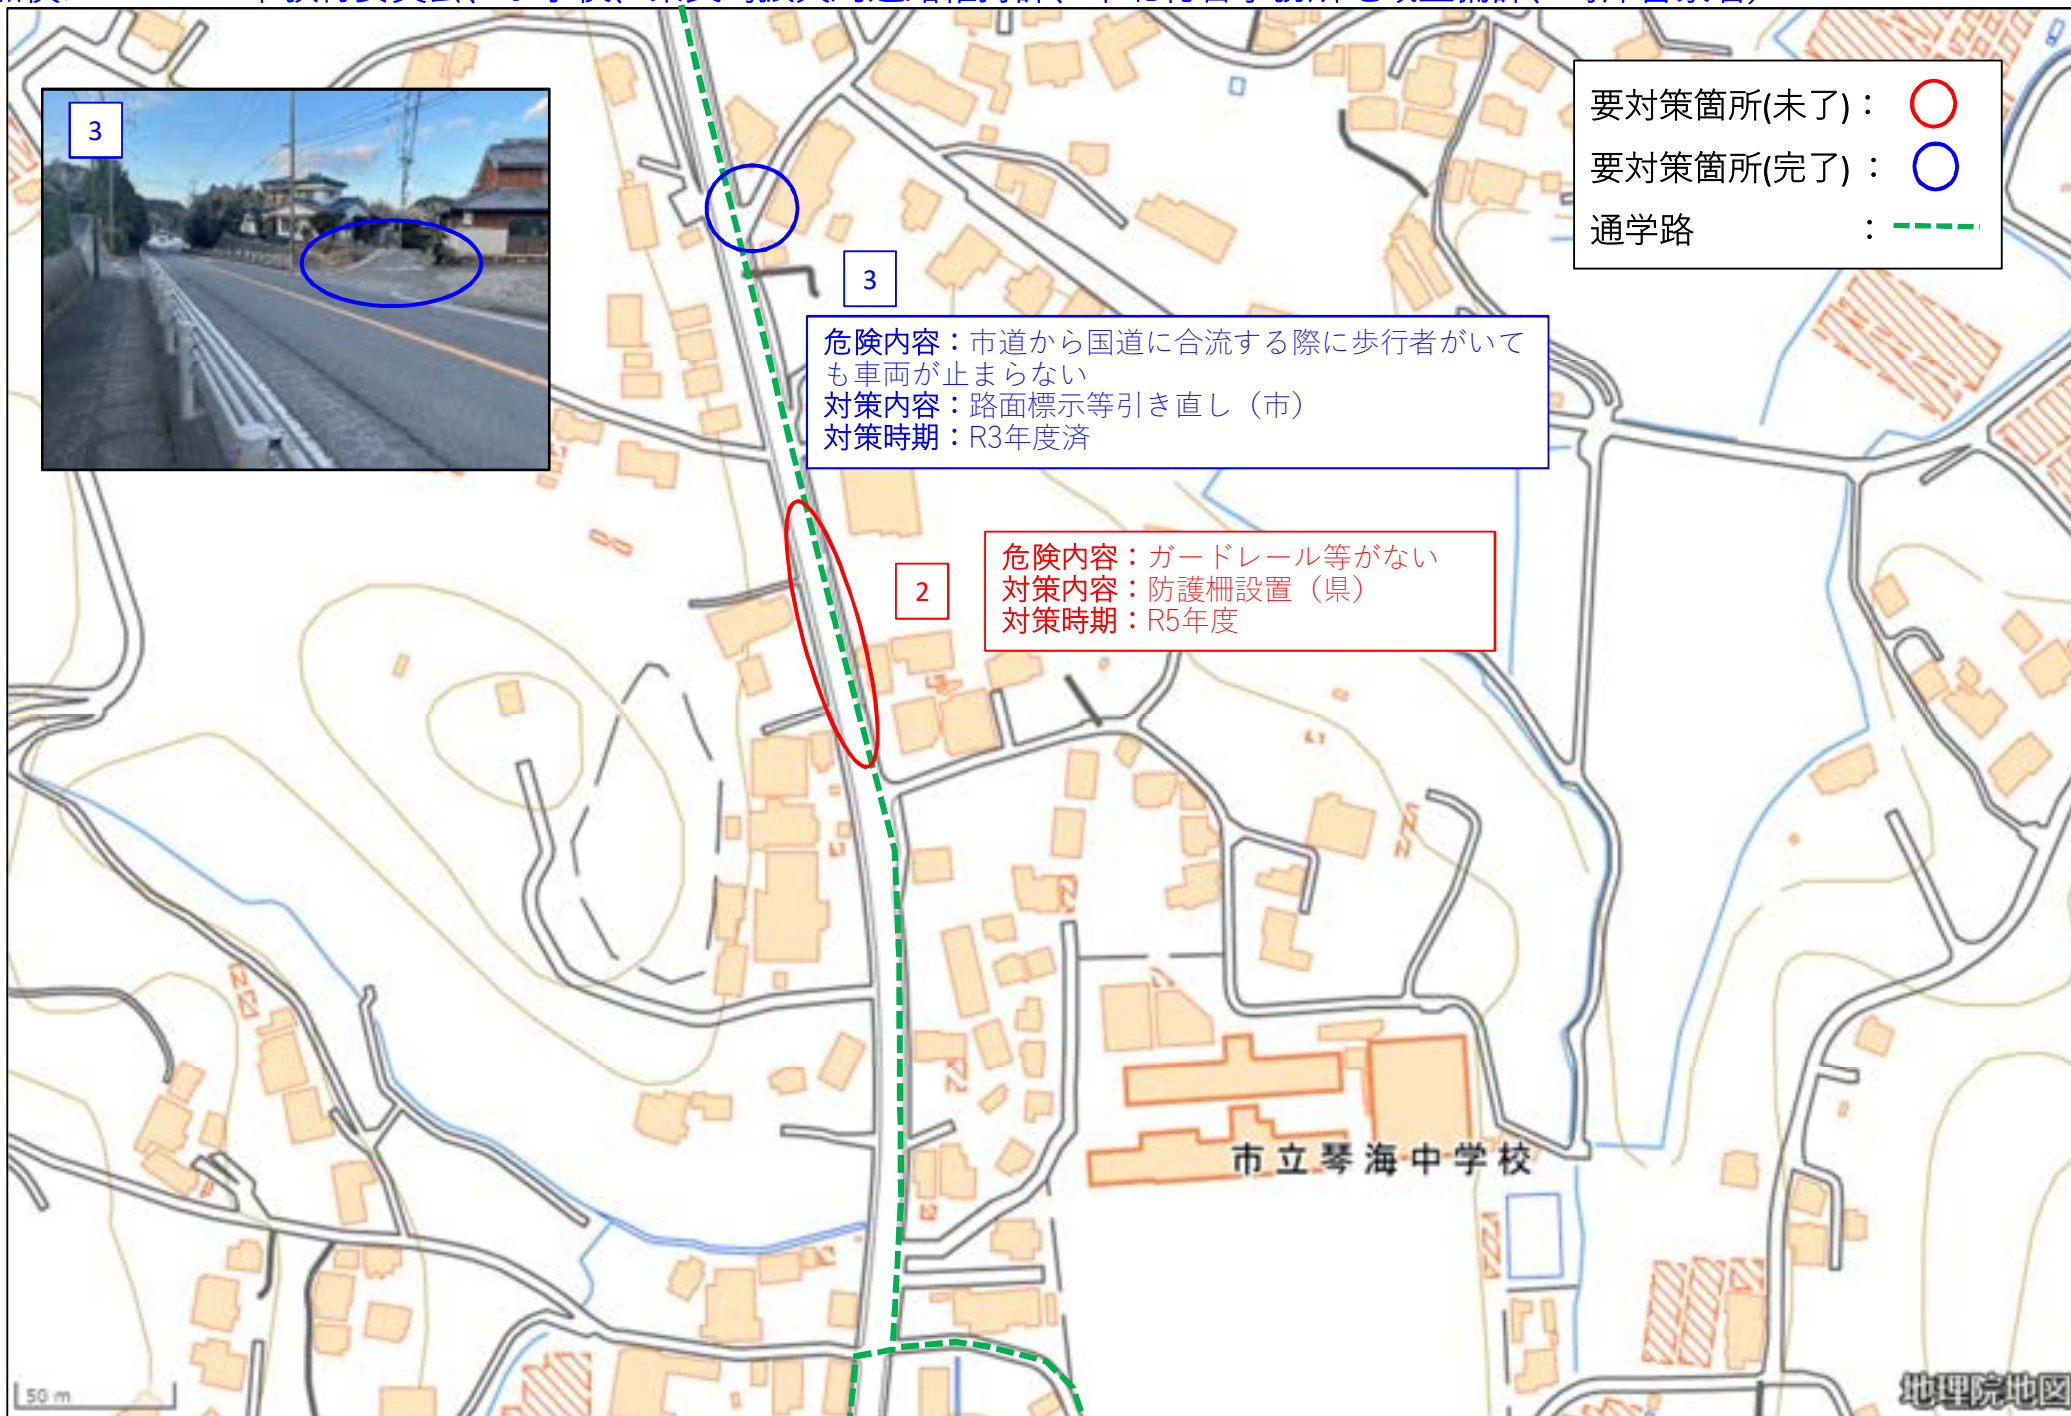 3
要対策箇所(未了)：
要対策箇所(完了)：
通学路　　　　：
3
危険内容：市道から国道に合流する際に歩行者がいて
も車両が止まらない
対策内容：路面標示等引き直し（市）
対策時期：R3年度済
2
危険内容：ガードレール等がない
対策内容：防護柵設置（県）
対策時期：R5年度
市立琴海中学校
50 m
地理院地図